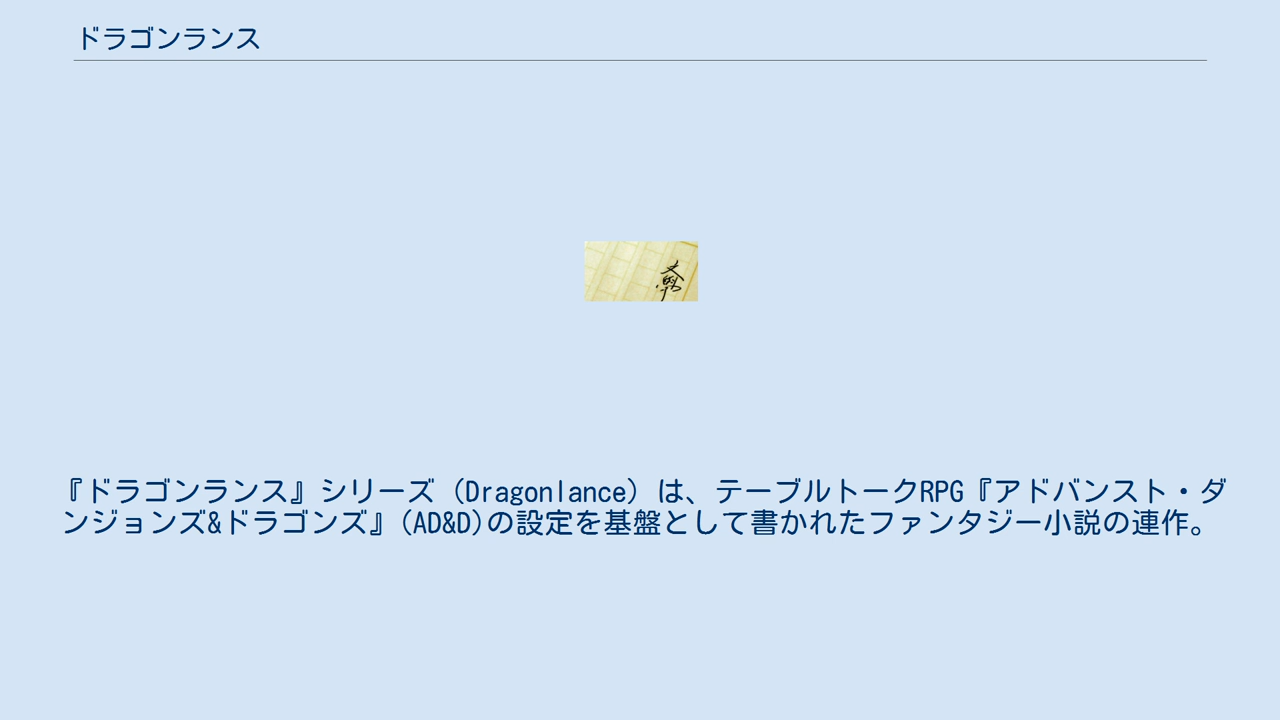 ドラゴンランス
『ドラゴンランス』シリーズ（Dragonlance）は、テーブルトークRPG『アドバンスト・ダ
ンジョンズ&ドラゴンズ』(AD&D)の設定を基盤として書かれたファンタジー小説の連作。